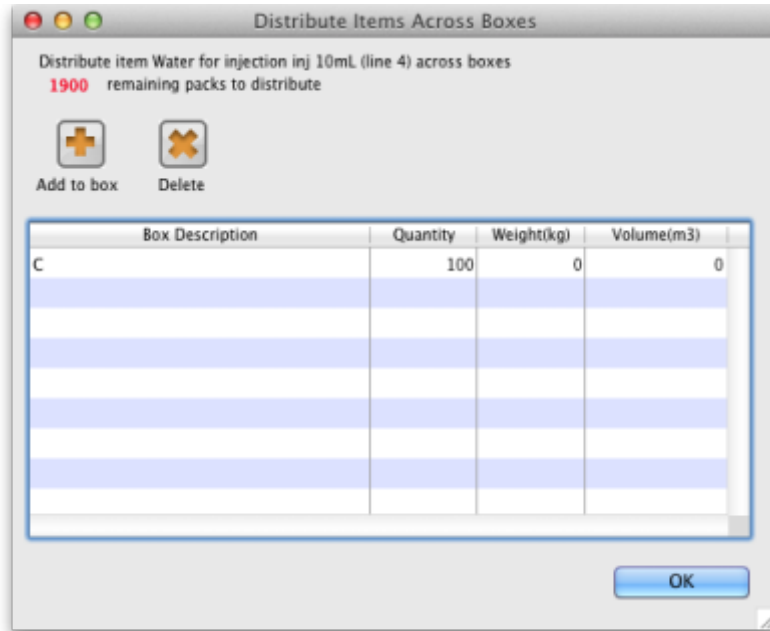 Distribute Items Across Boxes
Distribute item Water for injection inj 10mL (line 4) across boxes
1900 remaining packs to distribute
Add to box Delete
Box Description Quantity Weight(kg) Volume(m3)
C 100 0 0
OK